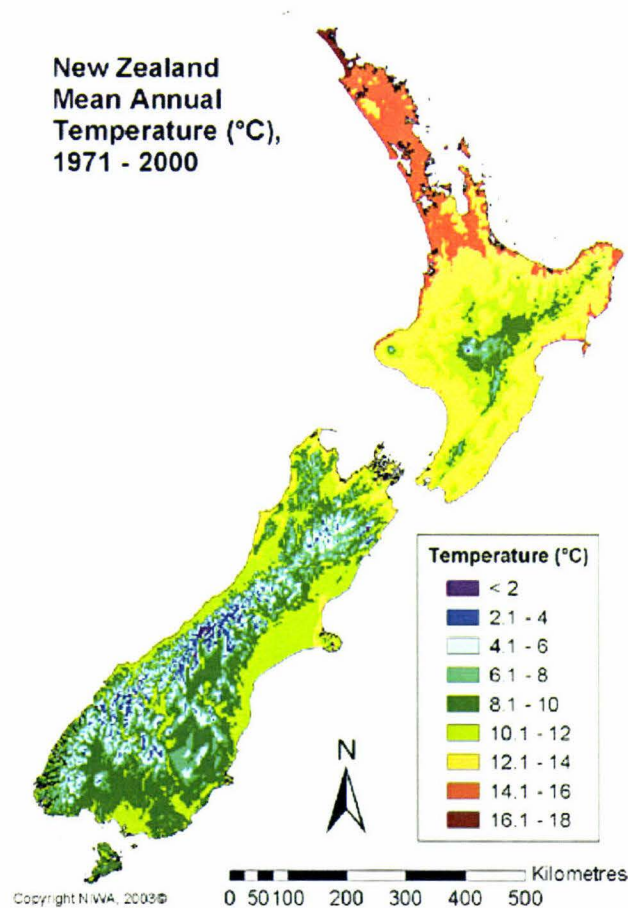 New Zealand
Mean Annual
Temperature (°C),
1971 - 2000
Temperature (°C)
< 2
2.1 - 4
4.1 - 6
6.1 - 8
8.1 - 10
10.1 - 12
12.1 - 14
14.1 - 16
16.1 - 18
N
Kilometres
0 50 100 200 300 400 500
Copyright NIWA, 2003©